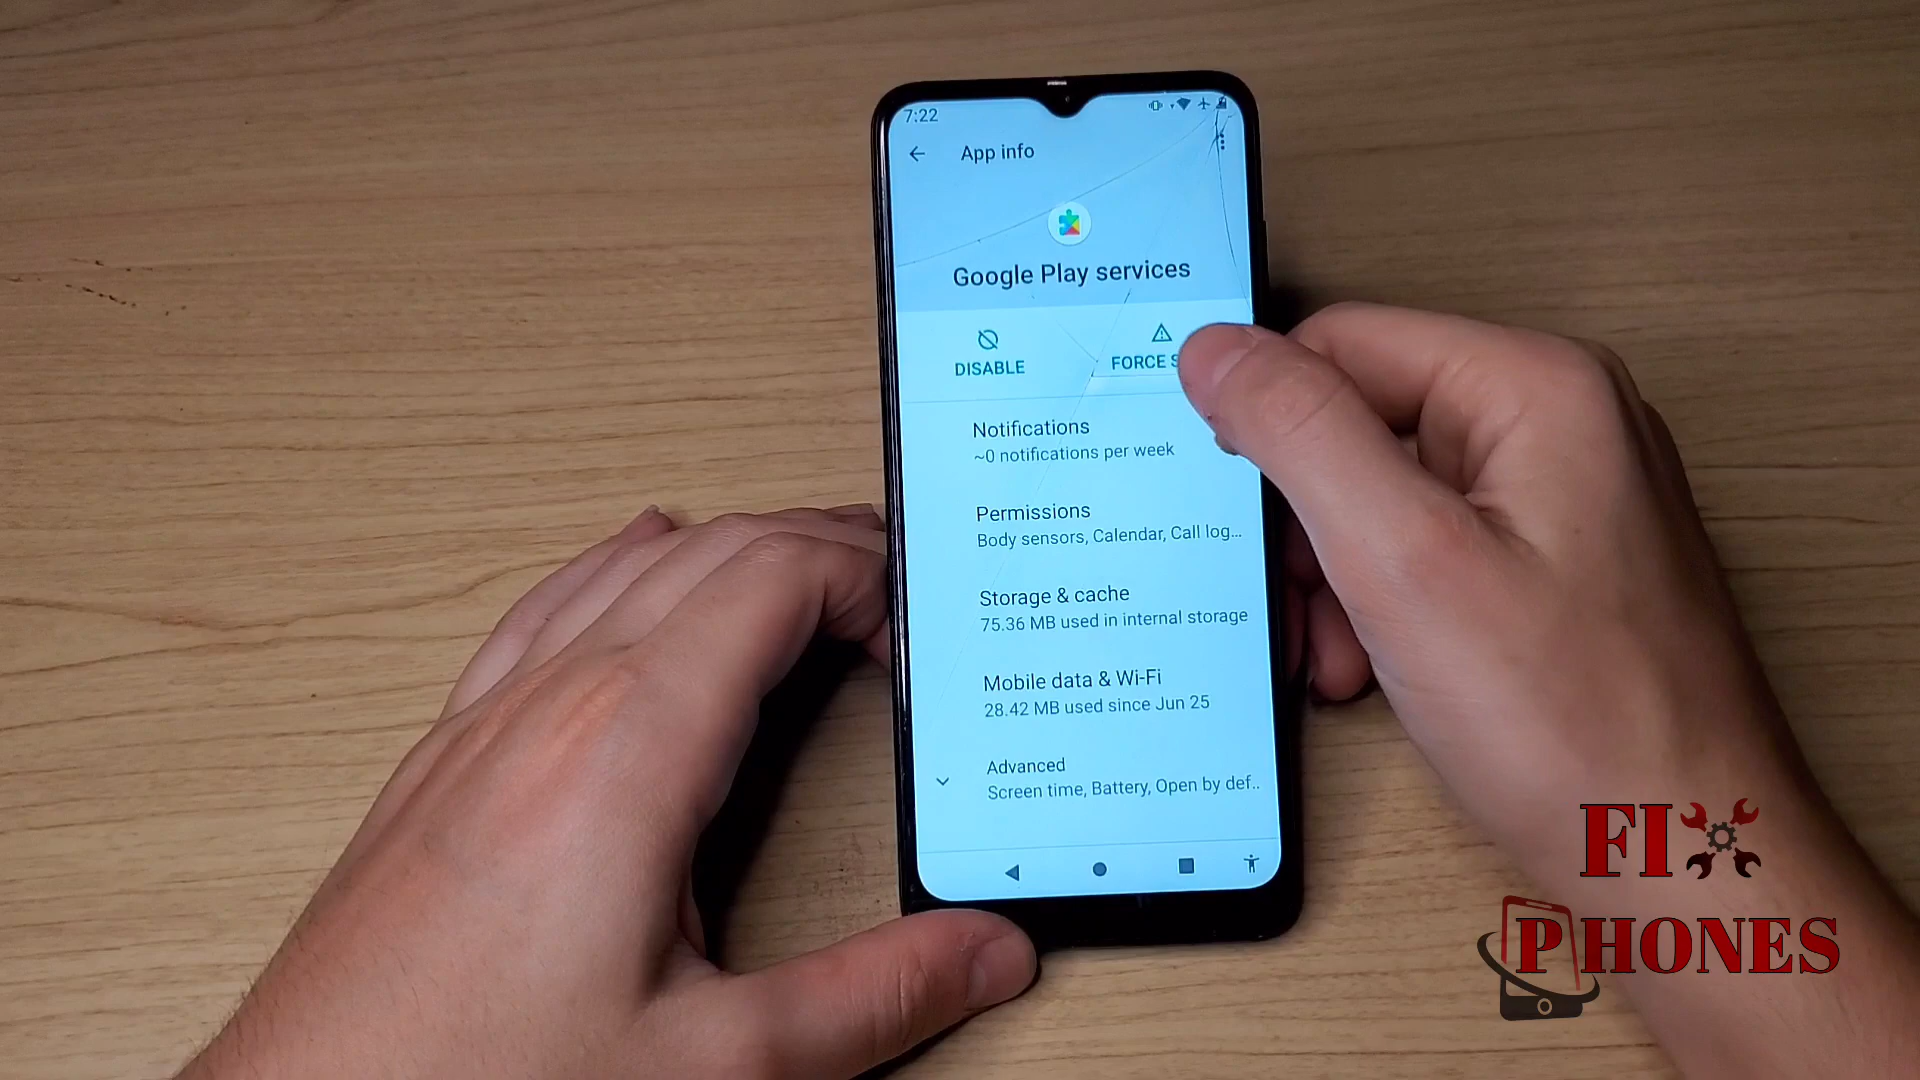 7:22
App info
Google Play services
DISABLE
FORCE
Notifications
~0 notifications per week
Permissions
Body sensors, Calendar, Call log...
Storage & cache
75.36 MB used in internal storage
Mobile data & Wi-Fi
28.42 MB used since Jun 25
Advanced
Screen time, Battery, Open by def..
FIX
PHONES